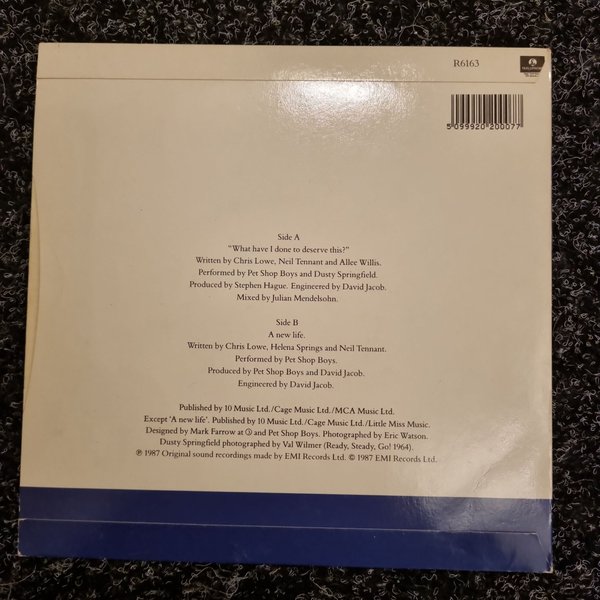 R6163
PARLOPHONE
5 099920 200077
Side A
"What have I done to deserve this?"
Written by Chris Lowe, Neil Tennant and Allee Willis.
Performed by Pet Shop Boys and Dusty Springfield.
Produced by Stephen Hague. Engineered by David Jacob.
Mixed by Julian Mendelsohn.
Side B
A new life.
Written by Chris Lowe, Helena Springs and Neil Tennant.
Performed by Pet Shop Boys.
Produced by Pet Shop Boys and David Jacob.
Engineered by David Jacob.
Published by 10 Music Ltd./Cage Music Ltd./MCA Music Ltd.
Except 'A new life'. Published by 10 Music Ltd./Cage Music Ltd./Little Miss Music.
Designed by Mark Farrow at ③ and Pet Shop Boys. Photographed by Eric Watson.
Dusty Springfield photographed by Val Wilmer (Ready, Steady, Go! 1964).
℗ 1987 Original sound recordings made by EMI Records Ltd. © 1987 EMI Records Ltd.